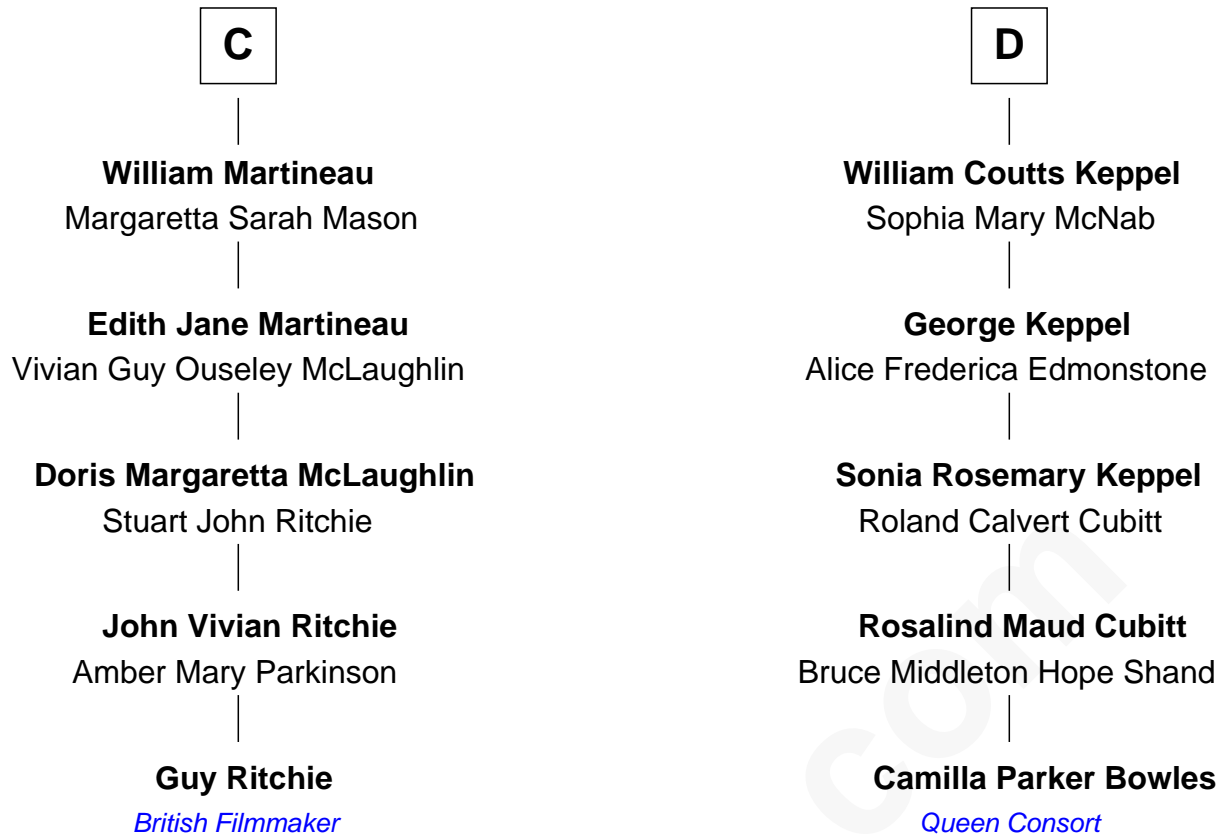 C
William Martineau
Margaretta Sarah Mason
Edith Jane Martineau
Vivian Guy Ouseley McLaughlin
Doris Margaretta McLaughlin
Stuart John Ritchie
John Vivian Ritchie
Amber Mary Parkinson
Guy Ritchie
British Filmmaker
D
William Coutts Keppel
Sophia Mary McNab
George Keppel
Alice Frederica Edmonstone
Sonia Rosemary Keppel
Roland Calvert Cubitt
Rosalind Maud Cubitt
Bruce Middleton Hope Shand
Camilla Parker Bowles
Queen Consort
com